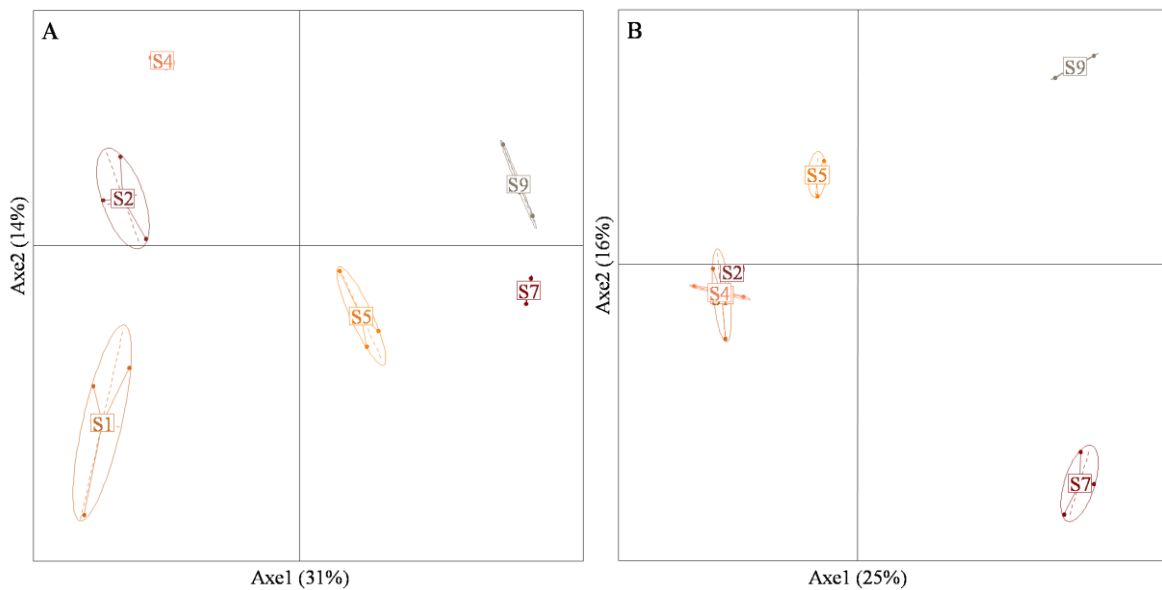 A
S4
S2
S9
S7
S5
S1
Axe2 (14%)
Axe1 (31%)
B
S9
S5
S2
S4
S7
Axe2 (16%)
Axe1 (25%)